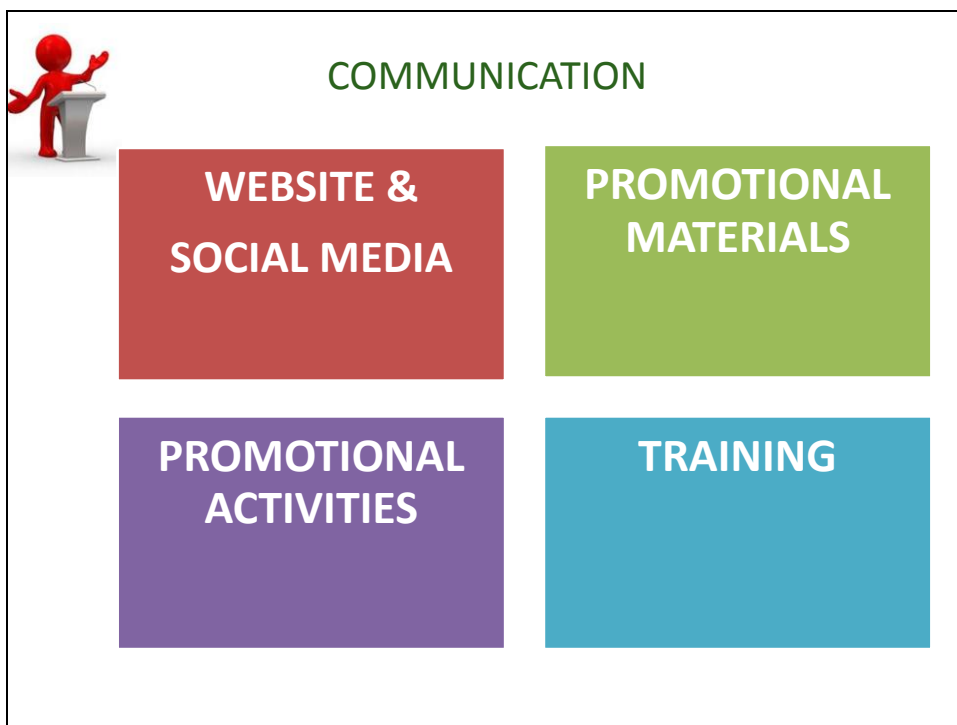 COMMUNICATION
WEBSITE &
SOCIAL MEDIA
PROMOTIONAL
MATERIALS
PROMOTIONAL
ACTIVITIES
TRAINING